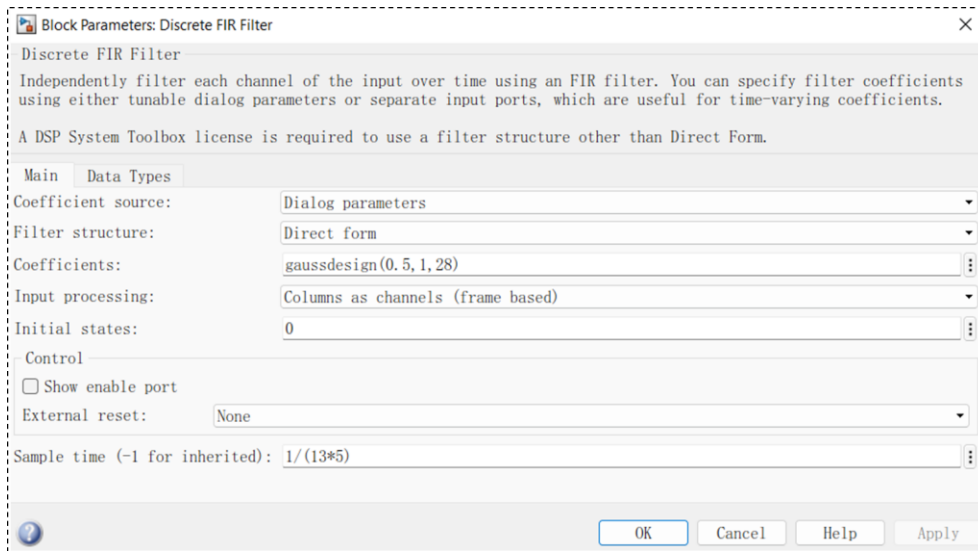 Block Parameters: Discrete FIR Filter
Discrete FIR Filter
Independently filter each channel of the input over time using an FIR filter. You can specify filter coefficients
using either tunable dialog parameters or separate input ports, which are useful for time-varying coefficients.
A DSP System Toolbox license is required to use a filter structure other than Direct Form.
Main Data Types
Coefficient source: Dialog parameters
Filter structure: Direct form
Coefficients: gaussdesign(0.5,1,28)
Input processing: Columns as channels (frame based)
Initial states: 0
Control
Show enable port
External reset: None
Sample time (-1 for inherited): 1/(13*5)
OK Cancel Help Apply